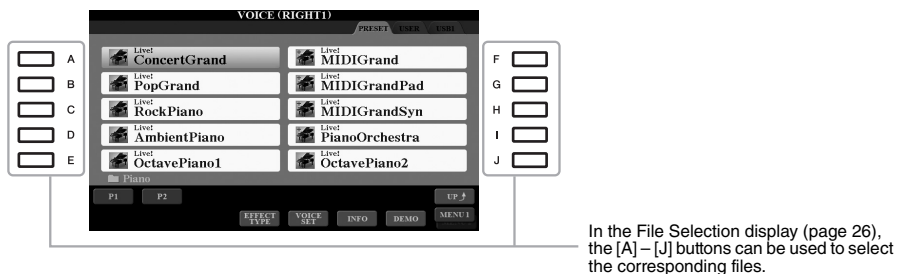 VOICE (RIGHT1)
PRESET USER USB1
A Live! ConcertGrand Live! MIDIGrand F
B Live! PopGrand Live! MIDIGrandPad G
C Live! RockPiano Live! MIDIGrandSyn H
D Live! AmbientPiano Live! PianoOrchestra I
E Live! OctavePiano1 Live! OctavePiano2 J
Piano
P1 P2 UP
EFFECT TYPE VOICE SET INFO DEMO MENU 1
In the File Selection display (page 26),
the [A] – [J] buttons can be used to select
the corresponding files.